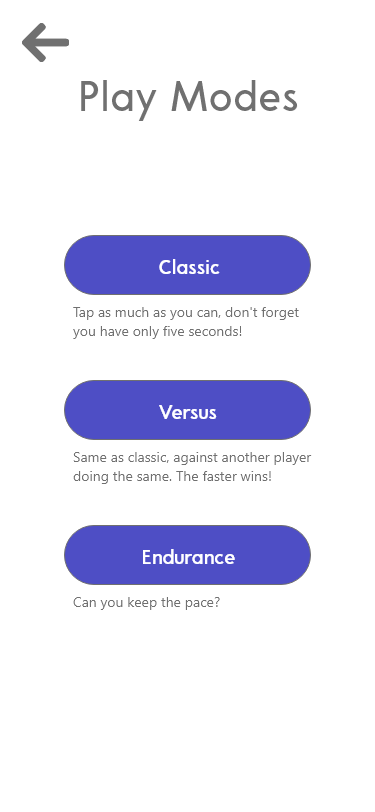 Play Modes
Classic
Tap as much as you can, don't forget
you have only five seconds!
Versus
Same as classic, against another player
doing the same. The faster wins!
Endurance
Can you keep the pace?